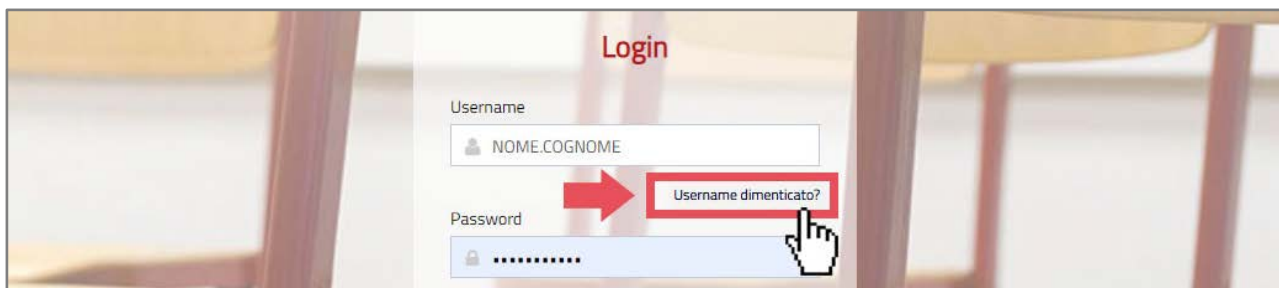 Login
Username
NOME.COGNOME
Username dimenticato?
Password
•••••••••••